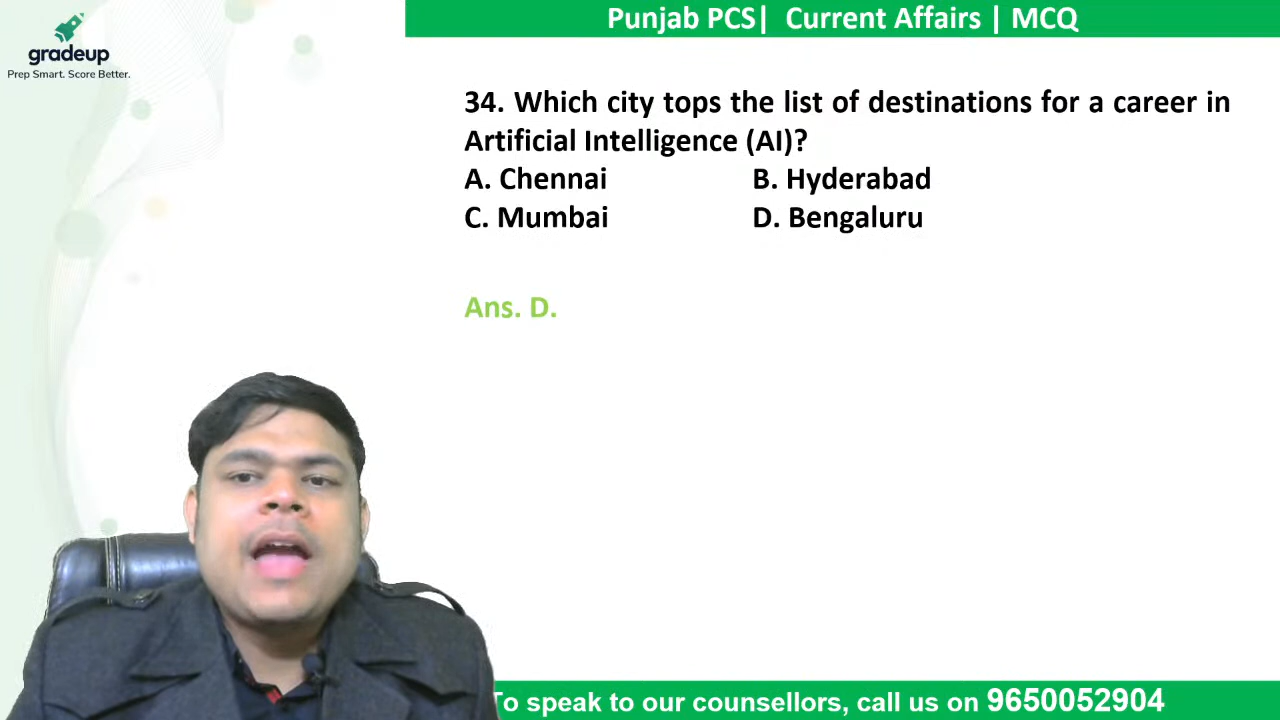 Punjab PCS| Current Affairs | MCQ
gradeup
Prep Smart. Score Better.
34. Which city tops the list of destinations for a career in
Artificial Intelligence (AI)?
A. Chennai B. Hyderabad
C. Mumbai D. Bengaluru
Ans. D.
To speak to our counsellors, call us on 9650052904